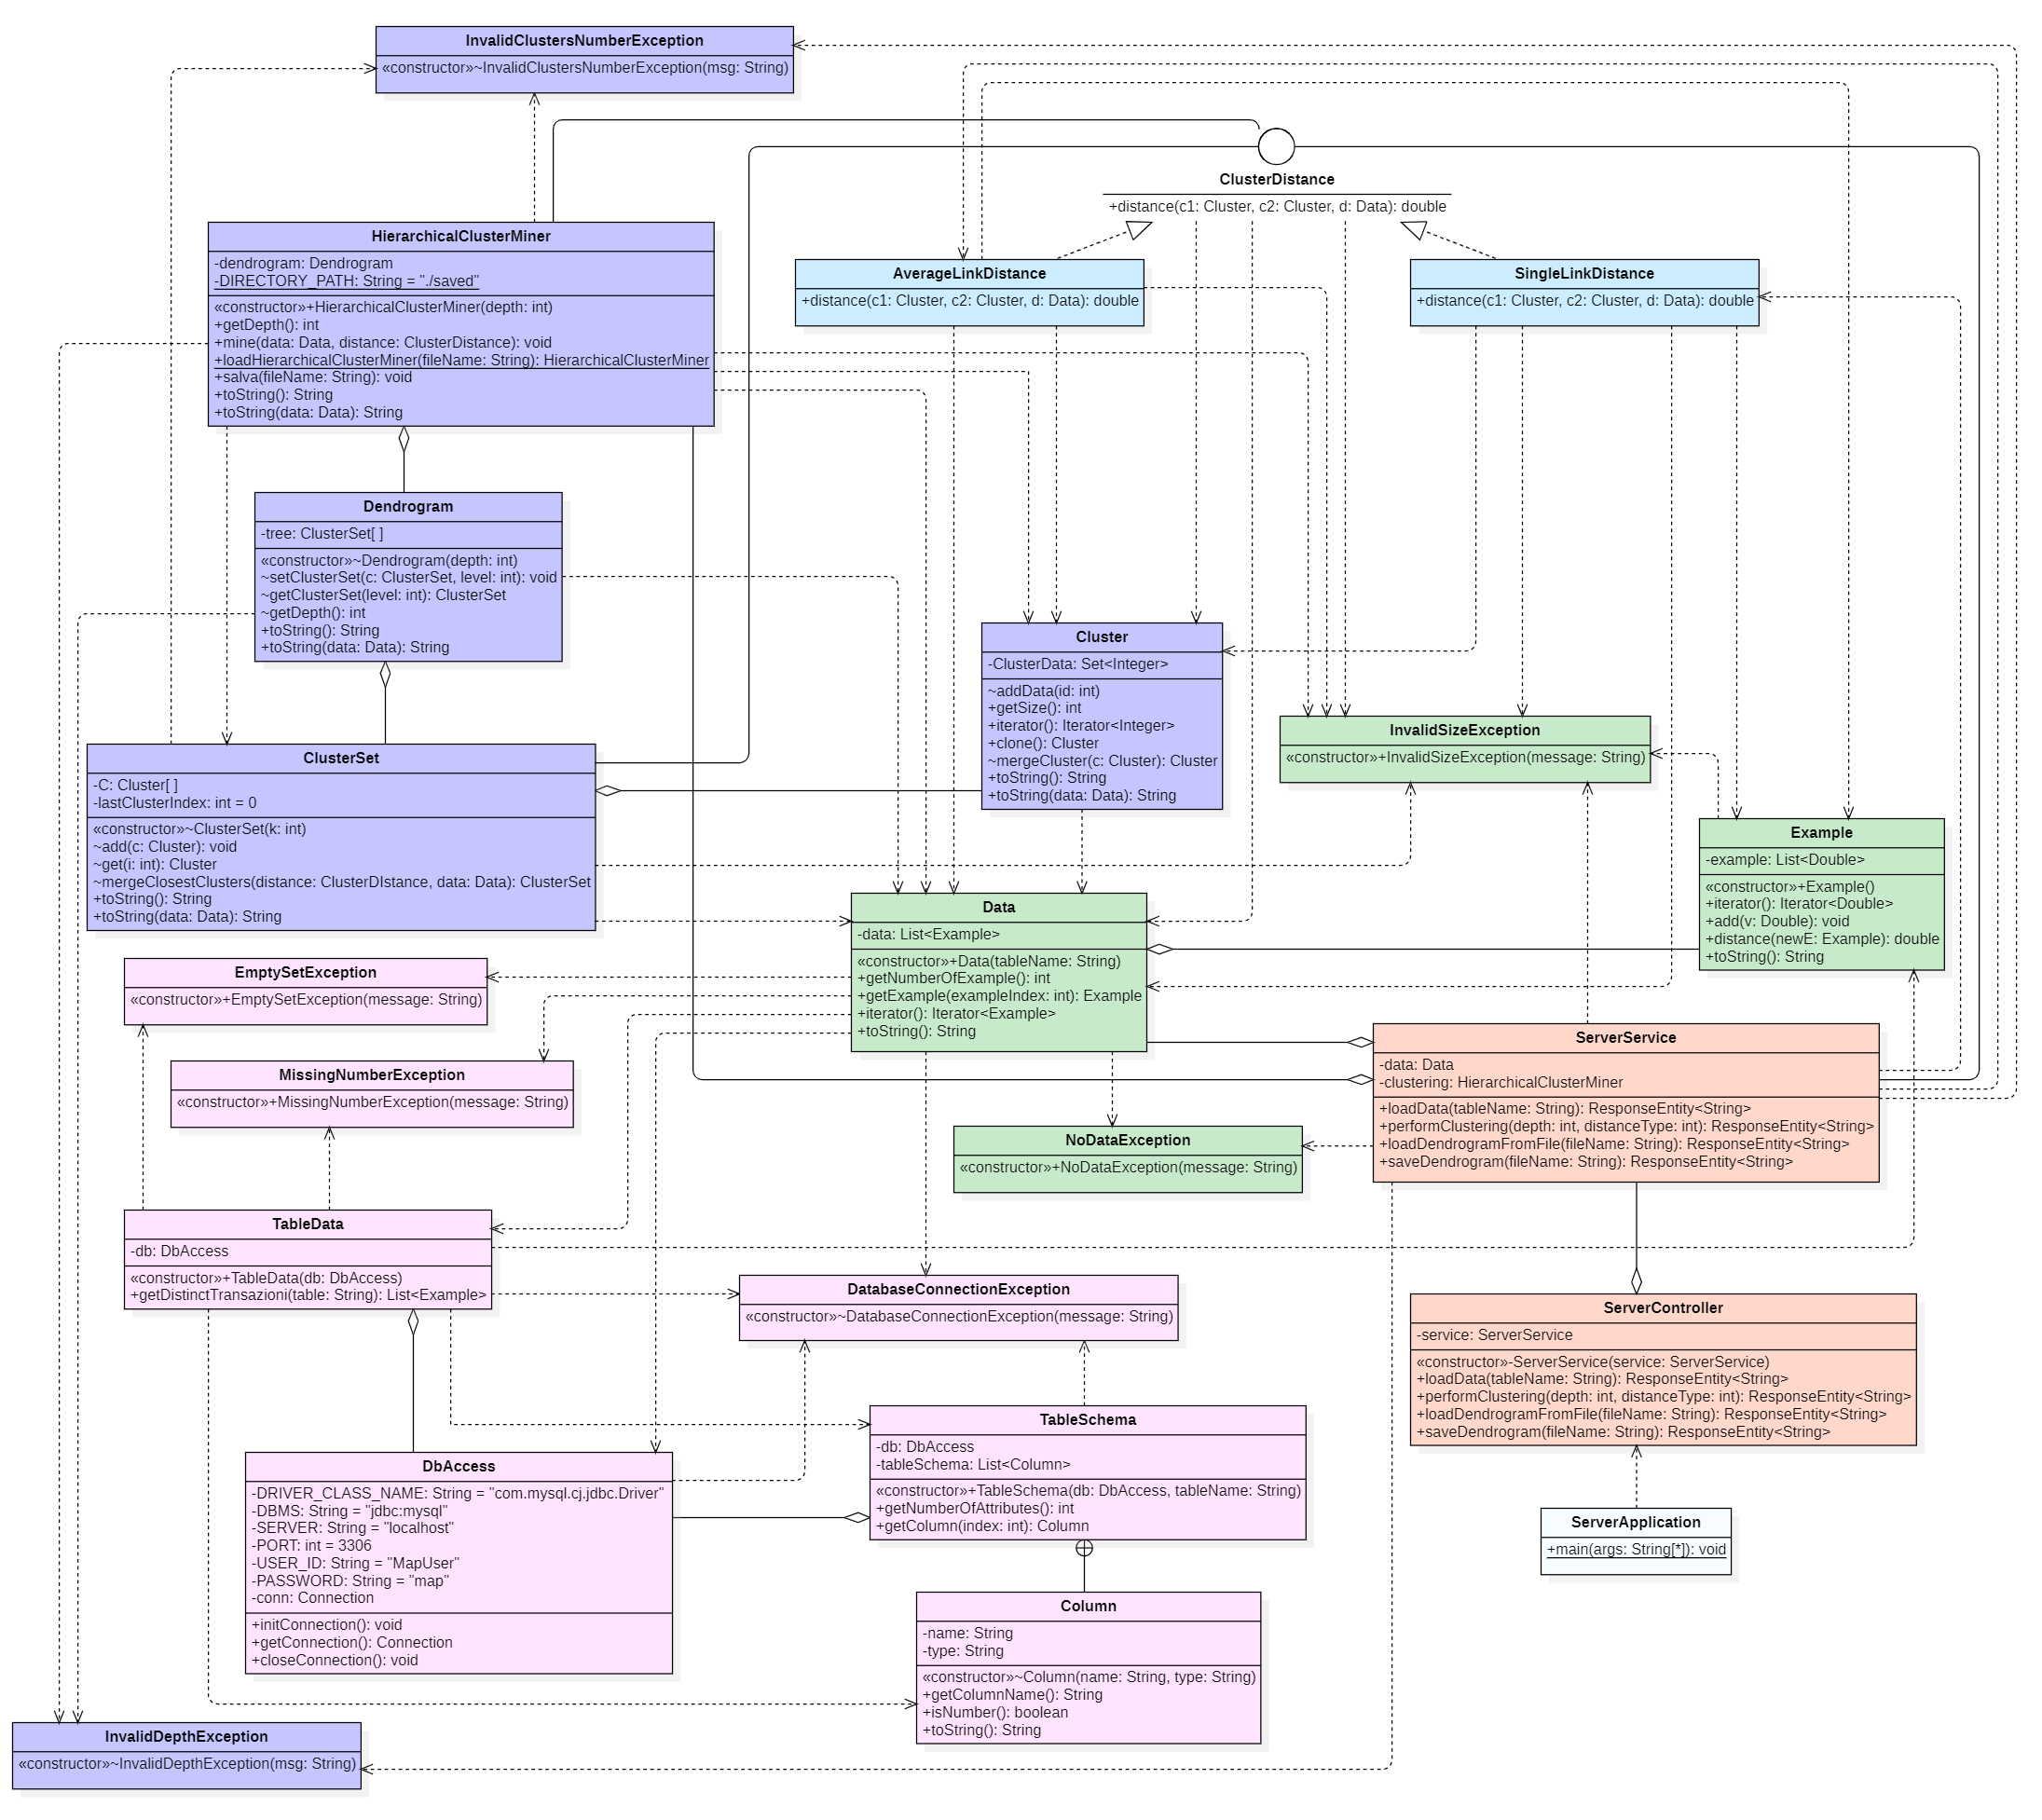 InvalidClustersNumberException
«constructor»~InvalidClustersNumberException(msg: String)
ClusterDistance
+distance(c1: Cluster, c2: Cluster, d: Data): double
HierarchicalClusterMiner
-dendrogram: Dendrogram
-DIRECTORY_PATH: String = "./saved"
«constructor»+HierarchicalClusterMiner(depth: int)
+getDepth(): int
+mine(data: Data, distance: ClusterDistance): void
+loadHierarchicalClusterMiner(fileName: String): HierarchicalClusterMiner
+salva(fileName: String): void
+toString(): String
+toString(data: Data): String
AverageLinkDistance
+distance(c1: Cluster, c2: Cluster, d: Data): double
SingleLinkDistance
+distance(c1: Cluster, c2: Cluster, d: Data): double
Dendrogram
-tree: ClusterSet[ ]
«constructor»~Dendrogram(depth: int)
~setClusterSet(c: ClusterSet, level: int): void
~getClusterSet(level: int): ClusterSet
~getDepth(): int
+toString(): String
+toString(data: Data): String
Cluster
-ClusterData: Set<Integer>
~addData(id: int)
+getSize(): int
+iterator(): Iterator<Integer>
+clone(): Cluster
~mergeCluster(c: Cluster): Cluster
+toString(): String
+toString(data: Data): String
InvalidSizeException
«constructor»+InvalidSizeException(message: String)
ClusterSet
-C: Cluster[ ]
-lastClusterIndex: int = 0
«constructor»~ClusterSet(k: int)
~add(c: Cluster): void
~get(i: int): Cluster
~mergeClosestClusters(distance: ClusterDIstance, data: Data): ClusterSet
+toString(): String
+toString(data: Data): String
Example
-example: List<Double>
«constructor»+Example()
+iterator(): Iterator<Double>
+add(v: Double): void
+distance(newE: Example): double
+toString(): String
Data
-data: List<Example>
«constructor»+Data(tableName: String)
+getNumberOfExample(): int
+getExample(exampleIndex: int): Example
+iterator(): Iterator<Example>
+toString(): String
EmptySetException
«constructor»+EmptySetException(message: String)
MissingNumberException
«constructor»+MissingNumberException(message: String)
ServerService
-data: Data
-clustering: HierarchicalClusterMiner
+loadData(tableName: String): ResponseEntity<String>
+performClustering(depth: int, distanceType: int): ResponseEntity<String>
+loadDendrogramFromFile(fileName: String): ResponseEntity<String>
+saveDendrogram(fileName: String): ResponseEntity<String>
NoDataException
«constructor»+NoDataException(message: String)
TableData
-db: DbAccess
«constructor»+TableData(db: DbAccess)
+getDistinctTransazioni(table: String): List<Example>
DatabaseConnectionException
«constructor»~DatabaseConnectionException(message: String)
ServerController
-service: ServerService
«constructor»-ServerService(service: ServerService)
+loadData(tableName: String): ResponseEntity<String>
+performClustering(depth: int, distanceType: int): ResponseEntity<String>
+loadDendrogramFromFile(fileName: String): ResponseEntity<String>
+saveDendrogram(fileName: String): ResponseEntity<String>
TableSchema
-db: DbAccess
-tableSchema: List<Column>
«constructor»+TableSchema(db: DbAccess, tableName: String)
+getNumberOfAttributes(): int
+getColumn(index: int): Column
DbAccess
-DRIVER_CLASS_NAME: String = "com.mysql.cj.jdbc.Driver"
-DBMS: String = "jdbc:mysql"
-SERVER: String = "localhost"
-PORT: int = 3306
-USER_ID: String = "MapUser"
-PASSWORD: String = "map"
-conn: Connection
+initConnection(): void
+getConnection(): Connection
+closeConnection(): void
ServerApplication
+main(args: String[*]): void
Column
-name: String
-type: String
«constructor»~Column(name: String, type: String)
+getColumnName(): String
+isNumber(): boolean
+toString(): String
InvalidDepthException
«constructor»~InvalidDepthException(msg: String)